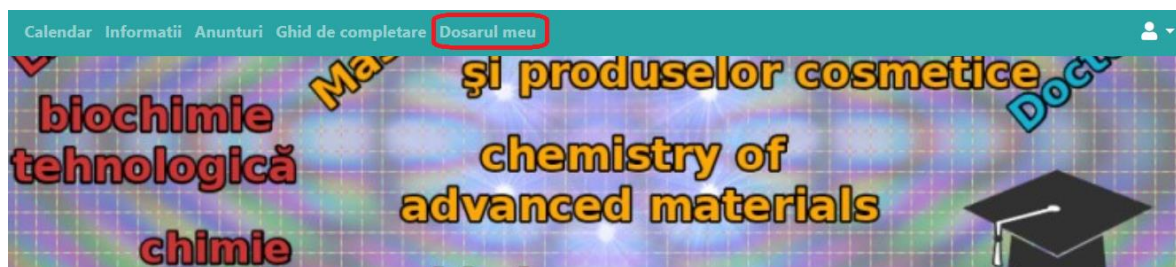 Calendar Informatii Anunturi Ghid de completare Dosarul meu
şi produselor cosmetice
biochimie
tehnologică
chemistry of
advanced materials
chimie